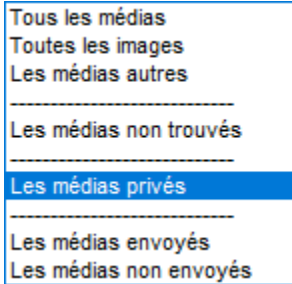 Tous les médias
Toutes les images
Les médias autres
-----------------------------
Les médias non trouvés
-----------------------------
Les médias privés
-----------------------------
Les médias envoyés
Les médias non envoyés